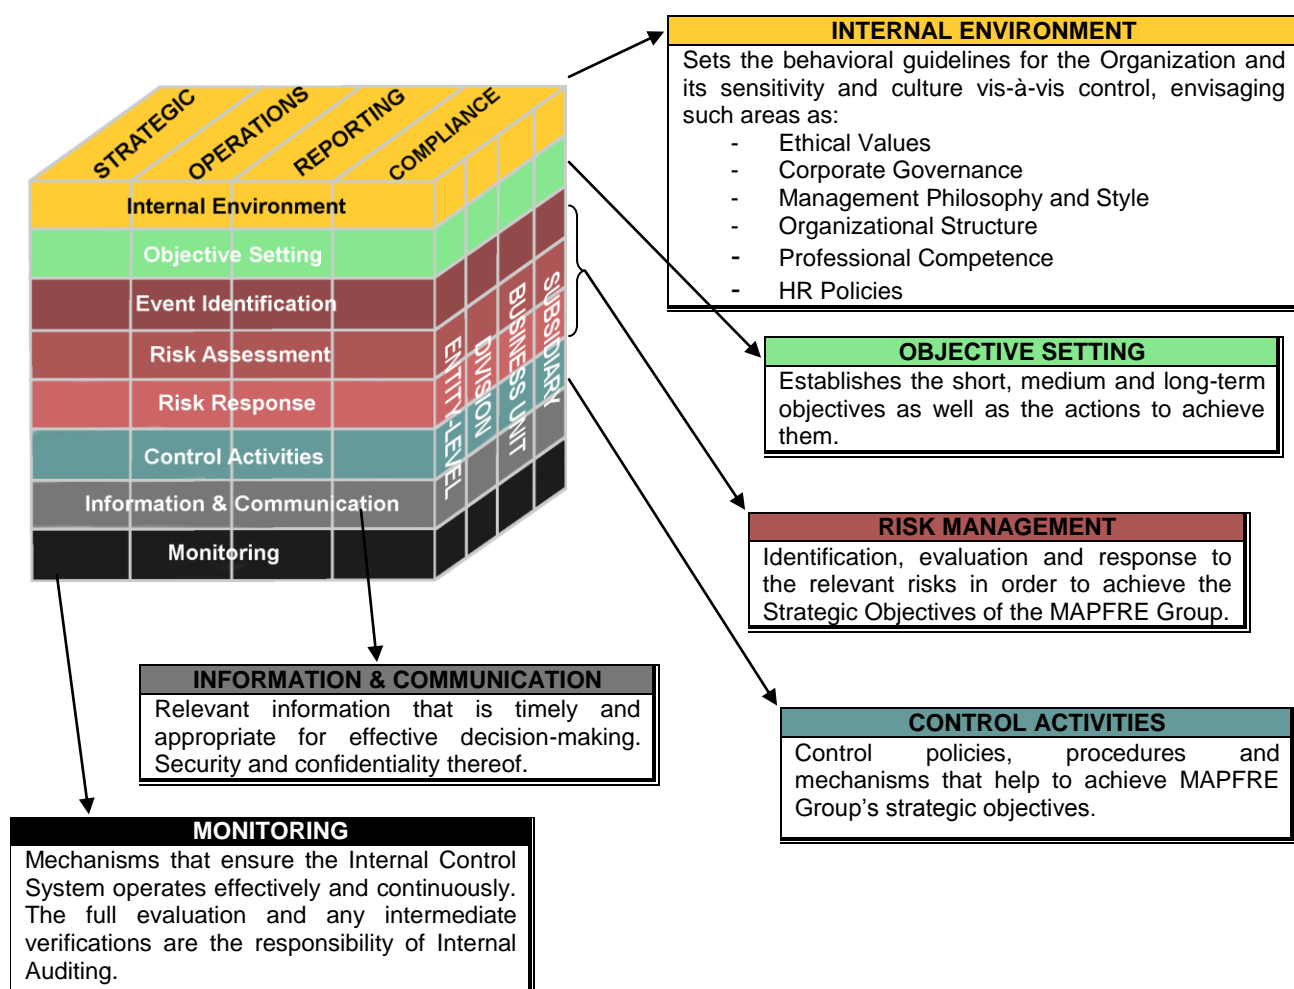 INTERNAL ENVIRONMENT
Sets the behavioral guidelines for the Organization and
its sensitivity and culture vis-à-vis control, envisaging
such areas as:
- Ethical Values
- Corporate Governance
- Management Philosophy and Style
- Organizational Structure
- Professional Competence
- HR Policies
STRATEGIC
OPERATIONS
REPORTING
COMPLIANCE
Internal Environment
Objective Setting
Event Identification
Risk Assessment
Risk Response
Control Activities
Information & Communication
Monitoring
ENTITY-LEVEL
DIVISION
BUSINESS UNIT
SUBSIDIARY
OBJECTIVE SETTING
Establishes the short, medium and long-term
objectives as well as the actions to achieve
them.
RISK MANAGEMENT
Identification, evaluation and response to
the relevant risks in order to achieve the
Strategic Objectives of the MAPFRE Group.
INFORMATION & COMMUNICATION
Relevant information that is timely and
appropriate for effective decision-making.
Security and confidentiality thereof.
CONTROL ACTIVITIES
Control policies, procedures and
mechanisms that help to achieve MAPFRE
Group's strategic objectives.
MONITORING
Mechanisms that ensure the Internal Control
System operates effectively and continuously.
The full evaluation and any intermediate
verifications are the responsibility of Internal
Auditing.